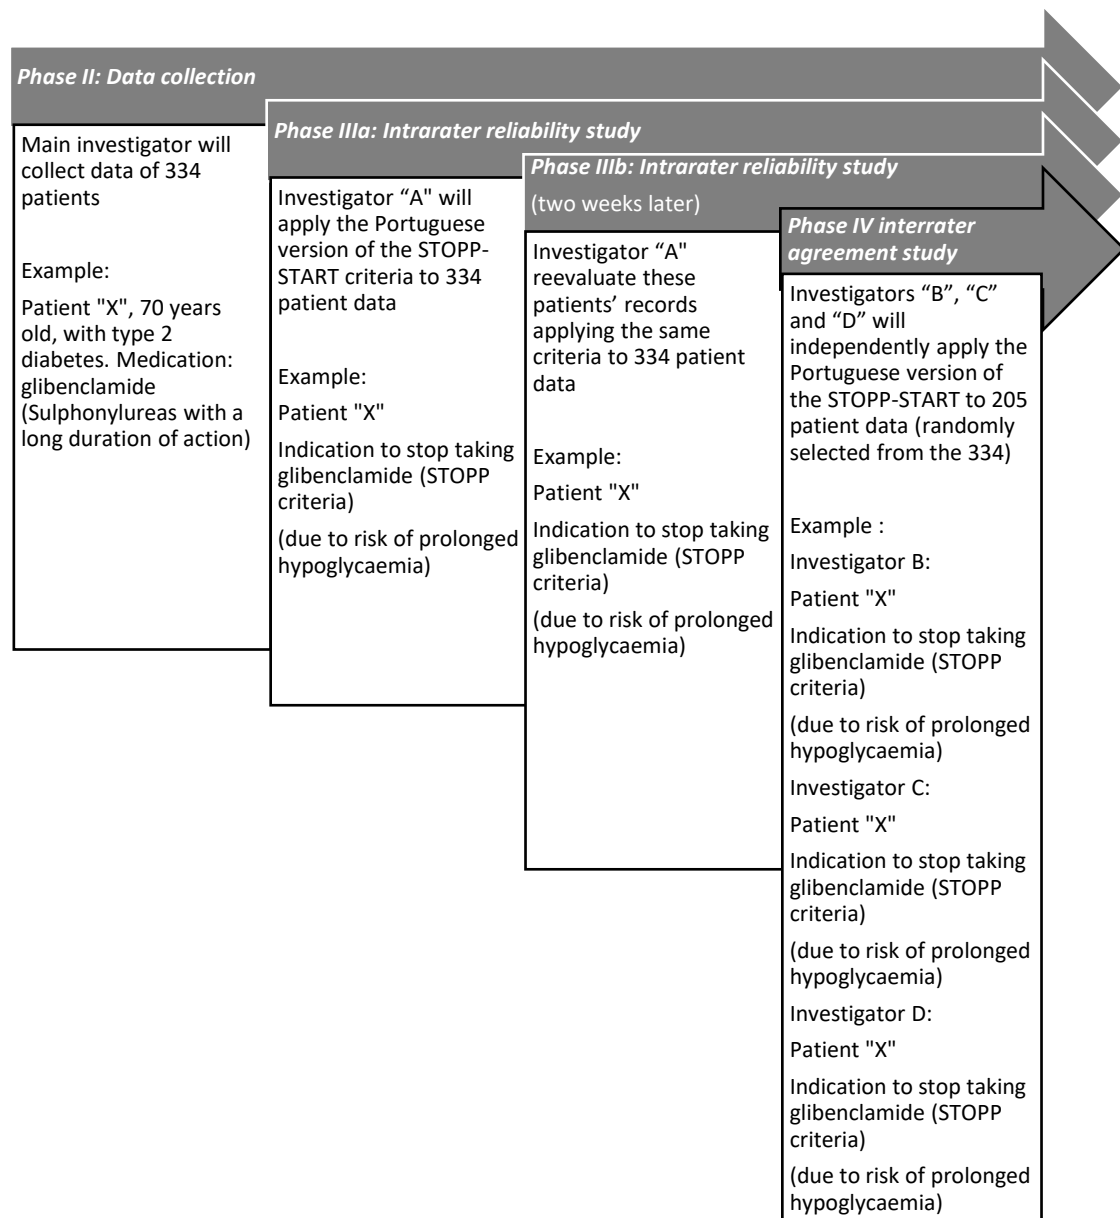 Phase II: Data collection
Main investigator will
collect data of 334
patients
Example:
Patient "X", 70 years
old, with type 2
diabetes. Medication:
glibenclamide
(Sulphonylureas with a
long duration of action)
Phase IIIa: Intrarater reliability study
Investigator “A" will
apply the Portuguese
version of the STOPP-
START criteria to 334
patient data
Example:
Patient "X"
Indication to stop taking
glibenclamide (STOPP
criteria)
(due to risk of prolonged
hypoglycaemia)
Phase IIIb: Intrarater reliability study
(two weeks later)
Investigator “A"
reevaluate these
patients’ records
applying the same
criteria to 334 patient
data
Example:
Patient "X"
Indication to stop taking
glibenclamide (STOPP
criteria)
(due to risk of prolonged
hypoglycaemia)
Phase IV interrater
agreement study
Investigators “B”, “C”
and “D” will
independently apply the
Portuguese version of
the STOPP-START to 205
patient data (randomly
selected from the 334)
Example :
Investigator B:
Patient "X"
Indication to stop taking
glibenclamide (STOPP
criteria)
(due to risk of prolonged
hypoglycaemia)
Investigator C:
Patient "X"
Indication to stop taking
glibenclamide (STOPP
criteria)
(due to risk of prolonged
hypoglycaemia)
Investigator D:
Patient "X"
Indication to stop taking
glibenclamide (STOPP
criteria)
(due to risk of prolonged
hypoglycaemia)